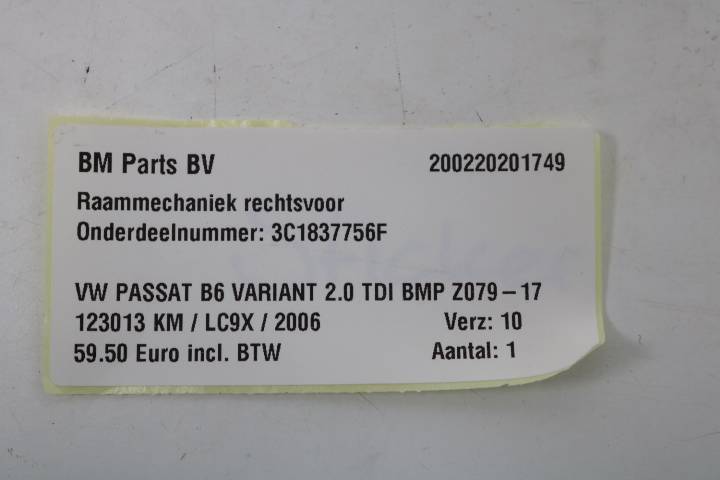 BM Parts BV 200220201749
Raammechaniek rechtsvoor
Onderdeelnummer: 3C1837756F
VW PASSAT B6 VARIANT 2.0 TDI BMP Z079-17
123013 KM / LC9X / 2006 Verz: 10
59.50 Euro incl. BTW Aantal: 1